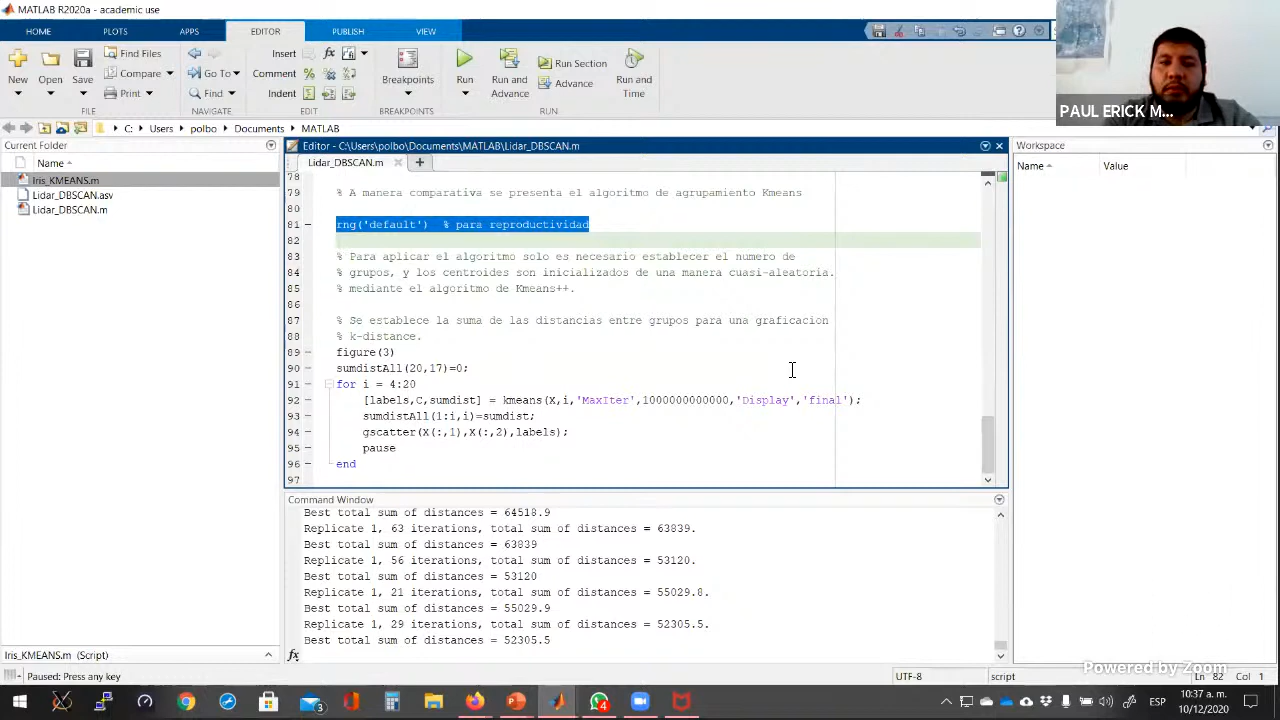 MATLAB R2020a - academic use
HOME PLOTS APPS EDITOR PUBLISH VIEW
New Open Save Find Files Compare Print
FILE
Go To Find
NAVIGATE
Insert Comment Indent
EDIT
Breakpoints
BREAKPOINTS
Run Run and Advance Run Section Advance Run and Time
RUN
PAUL ERICK M...
C: Users polbo Documents MATLAB
Current Folder
Name
Iris_KMEANS.m
Lidar_DBSCAN.asv
Lidar_DBSCAN.m
Iris_KMEANS.m (Script)
Editor - C:\Users\polbo\Documents\MATLAB\Lidar_DBSCAN.m
Lidar_DBSCAN.m
78
79 % A manera comparativa se presenta el algoritmo de agrupamiento Kmeans
80
81 rng('default') % para reproductividad
82
83 % Para aplicar el algoritmo solo es necesario establecer el numero de
84 % grupos, y los centroides son inicializados de una manera cuasi-aleatoria.
85 % mediante el algoritmo de Kmeans++.
86
87 % Se establece la suma de las distancias entre grupos para una graficacion
88 % k-distance.
89 figure(3)
90 sumdistAll(20,17)=0;
91 for i = 4:20
92 [labels,C,sumdist] = kmeans(X,i,'MaxIter',1000000000000,'Display','final');
93 sumdistAll(1:i,i)=sumdist;
94 gscatter(X(:,1),X(:,2),labels);
95 pause
96 end
97
Command Window
Best total sum of distances = 64518.9
Replicate 1, 63 iterations, total sum of distances = 63839.
Best total sum of distances = 63839
Replicate 1, 56 iterations, total sum of distances = 53120.
Best total sum of distances = 53120
Replicate 1, 21 iterations, total sum of distances = 55029.8.
Best total sum of distances = 55029.9
Replicate 1, 29 iterations, total sum of distances = 52305.5.
Best total sum of distances = 52305.5
fx
Workspace
Name Value
Powered by Zoom
Paused: Press any key
UTF-8 script Ln 82 Col 1
3
4
ESP
10:37 a. m.
10/12/2020